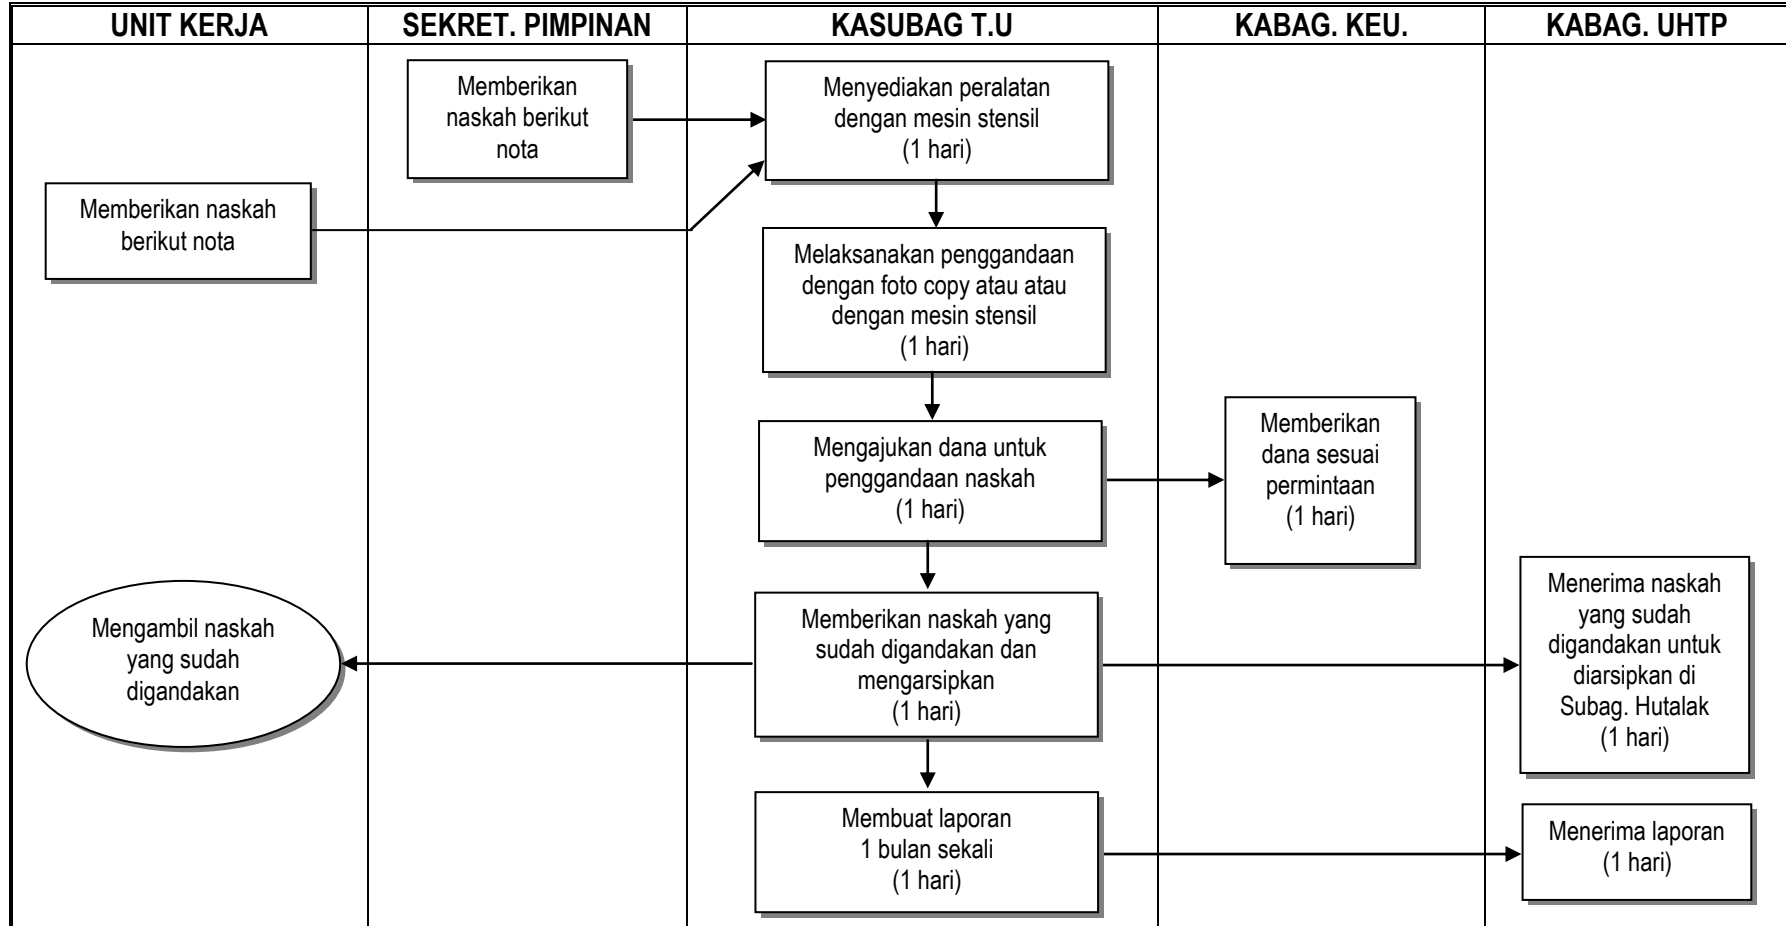 UNIT KERJA
SEKRET. PIMPINAN
KASUBAG T.U
KABAG. KEU.
KABAG. UHTP
Memberikan
naskah berikut
nota
Menyediakan peralatan
dengan mesin stensil
(1 hari)
Memberikan naskah
berikut nota
Melaksanakan penggandaan
dengan foto copy atau atau
dengan mesin stensil
(1 hari)
Mengajukan dana untuk
penggandaan naskah
(1 hari)
Memberikan
dana sesuai
permintaan
(1 hari)
Mengambil naskah
yang sudah
digandakan
Memberikan naskah yang
sudah digandakan dan
mengarsipkan
(1 hari)
Menerima naskah
yang sudah
digandakan untuk
diarsipkan di
Subag. Hutalak
(1 hari)
Membuat laporan
1 bulan sekali
(1 hari)
Menerima laporan
(1 hari)